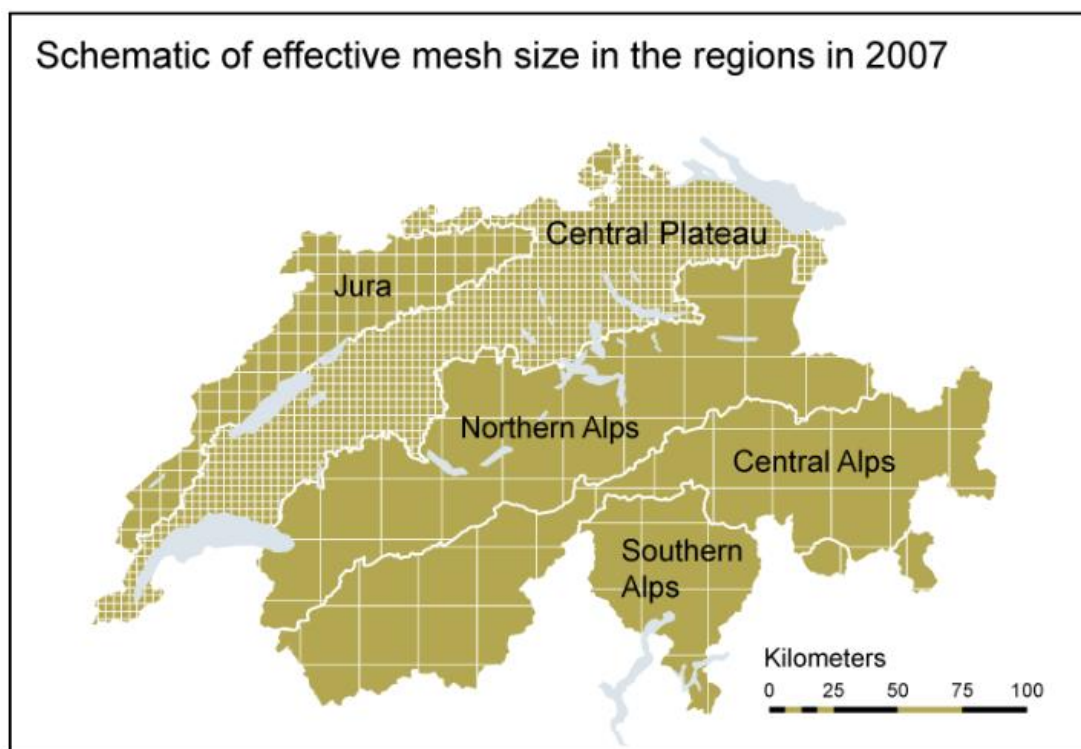 Schematic of effective mesh size in the regions in 2007
Central Plateau
Jura
Northern Alps
Central Alps
Southern
Alps
Kilometers
0 25 50 75 100